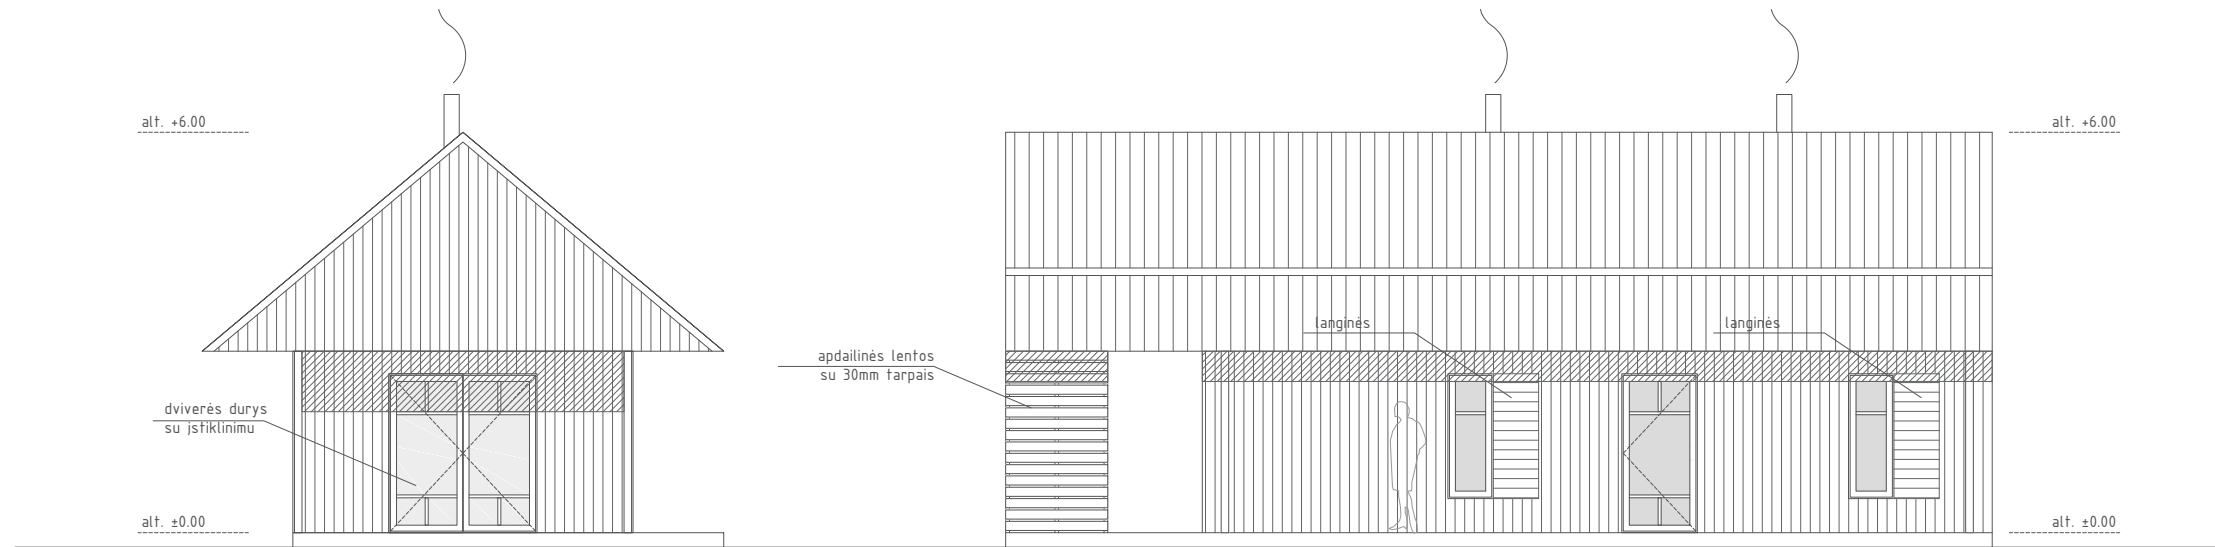 alt. +6.00
alt. +6.00
langinės
langinės
apdailinės lentos
su 30mm tarpais
dviverės durys
su įstiklinimu
alt. ±0.00
alt. ±0.00